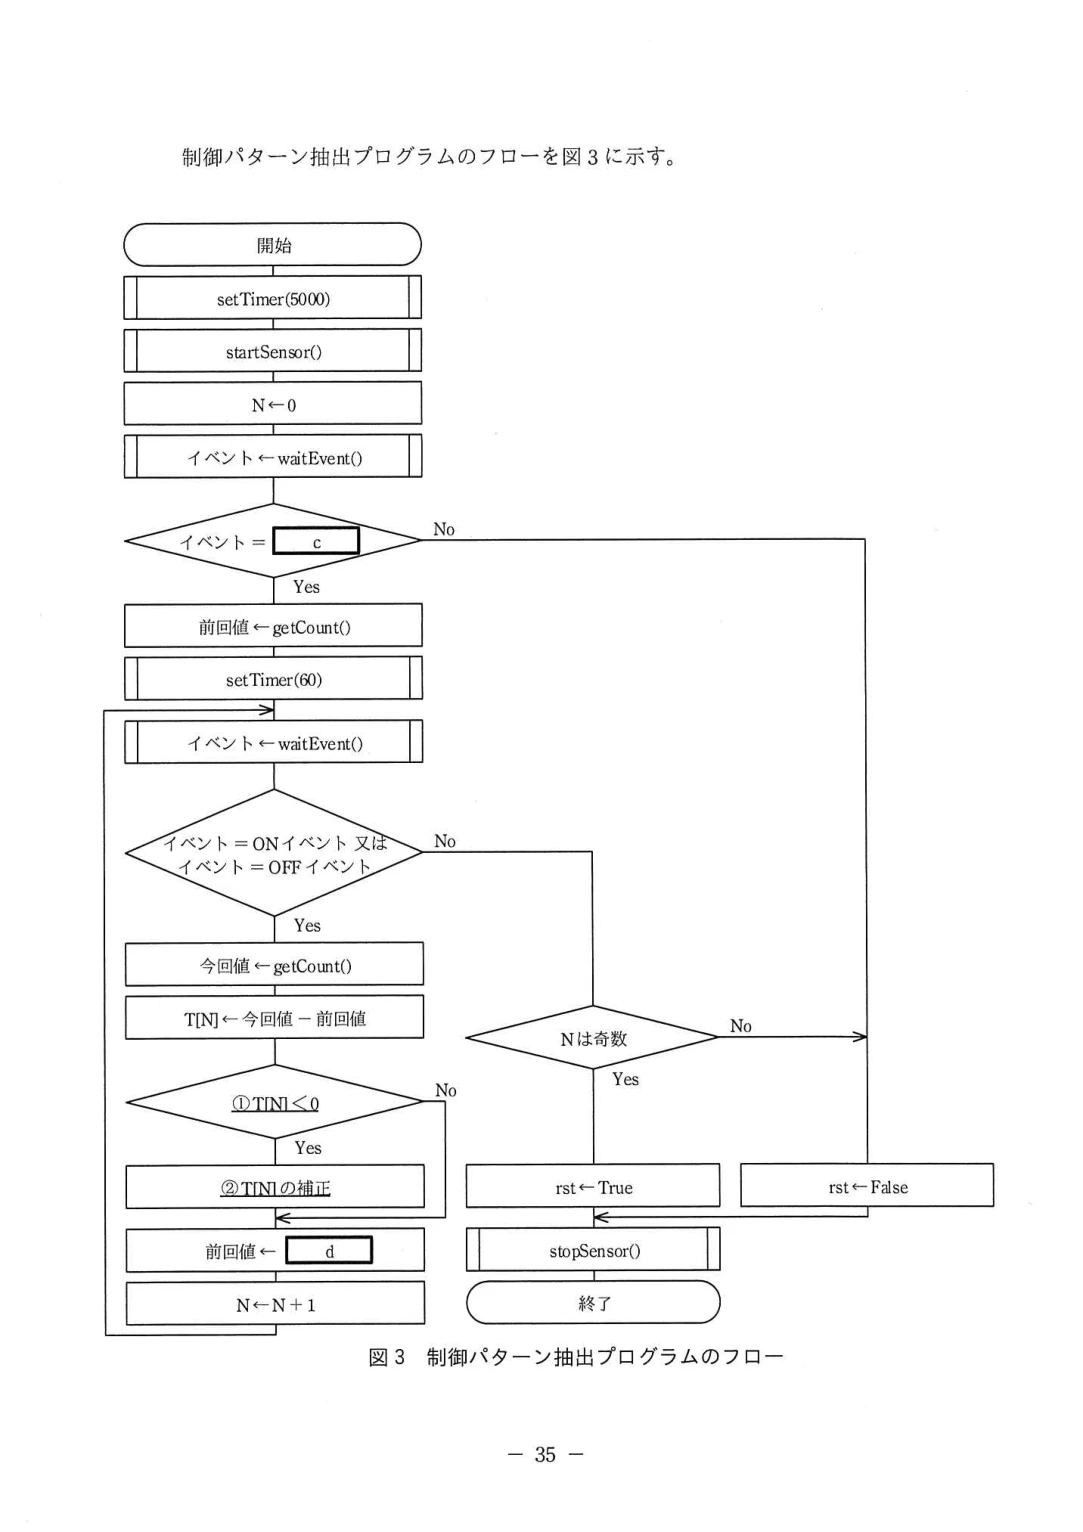 制御パターン抽出プログラムのフローを図3に示す。
開始
setTimer(5000)
startSensor()
N←0
イベント←waitEvent()
イベント＝ c
No
Yes
前回値←getCount()
setTimer(60)
イベント←waitEvent()
イベント＝ONイベント 又は
イベント＝OFFイベント
No
Yes
今回値←getCount()
T[N]←今回値－前回値
①T[N]＜0
No
Yes
②T[N]の補正
前回値← d
N←N＋1
Nは奇数
No
Yes
rst←True
rst←False
stopSensor()
終了
図3　制御パターン抽出プログラムのフロー
－ 35 －